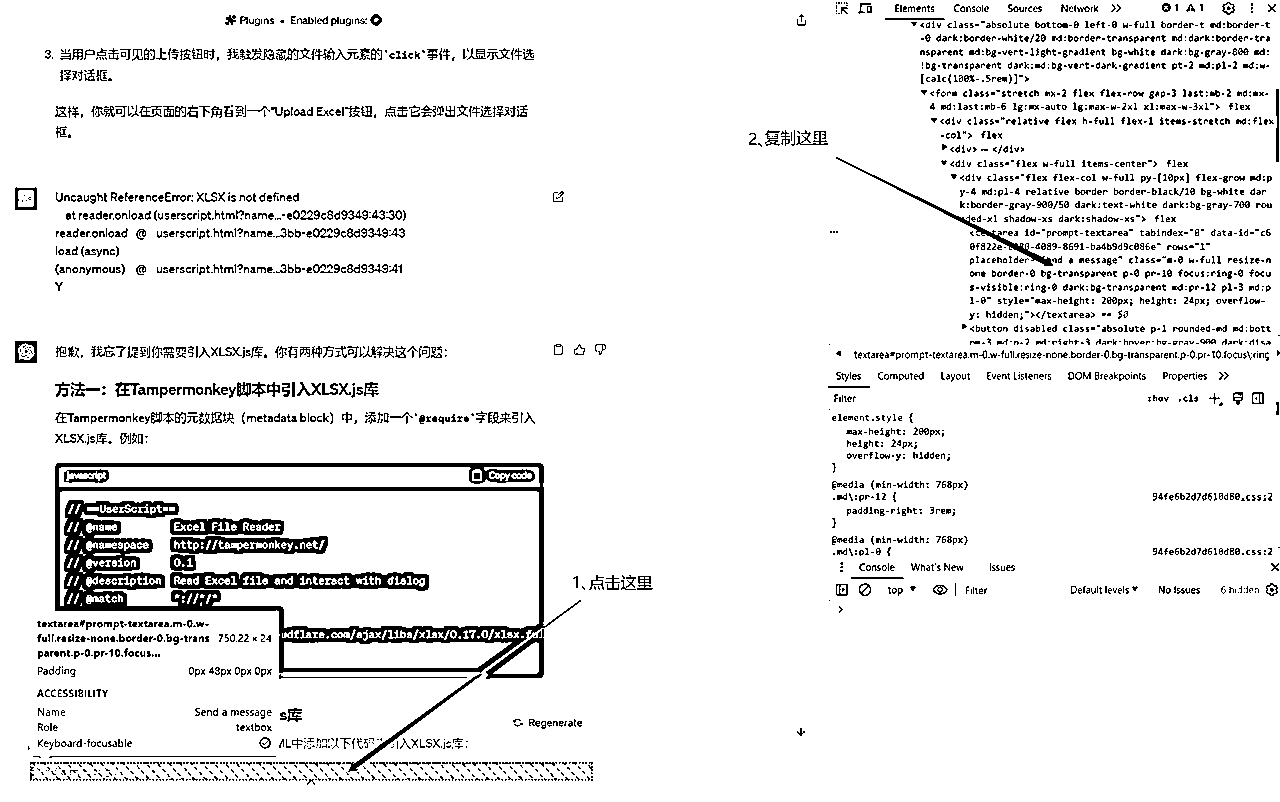 Plugins • Enabled plugins:
3. 当用户点击可见的上传按钮时，我触发隐藏的文件输入元素的`click`事件，以显示文件选
择对话框。
这样，你就可以在页面的右下角看到一个"Upload Excel"按钮，点击它会弹出文件选择对话
框。
Uncaught ReferenceError: XLSX is not defined
at reader.onload (userscript.html?name…-e0229c8d9349:43:30)
reader.onload @ userscript.html?name…3bb-e0229c8d9349:43
load (async)
(anonymous) @ userscript.html?name…3bb-e0229c8d9349:41
Y
抱歉，我忘了提到你需要引入XLSX.js库。你有两种方式可以解决这个问题：
方法一：在Tampermonkey脚本中引入XLSX.js库
在Tampermonkey脚本的元数据块（metadata block）中，添加一个`@require`字段来引入
XLSX.js库。例如：
javascript
Copy code
// ==UserScript==
// @name Excel File Reader
// @namespace http://tampermonkey.net/
// @version 0.1
// @description Read Excel file and interact with dialog
// @match *://*/*
udflare.com/ajax/libs/xlsx/0.17.0/xlsx.ful
1、点击这里
textarea#prompt-textarea.m-0.w-
full.resize-none.border-0.bg-trans 750.22 × 24
parent.p-0.pr-10.focus...
Padding 0px 48px 0px 0px
ACCESSIBILITY
Name Send a message
Role textbox
Keyboard-focusable
s库
Regenerate
ML中添加以下代码
引入XLSX.js库：
Elements Console Sources Network » 1 1
<div class="absolute bottom-0 left-0 w-full border-t md:border-t
-0 dark:border-white/20 md:border-transparent md:dark:border-tra
nsparent md:bg-vert-light-gradient bg-white dark:bg-gray-800 md:
!bg-transparent dark:md:bg-vert-dark-gradient pt-2 md:pl-2 md:w-
[calc(100%-.5rem)]">
<form class="stretch mx-2 flex flex-row gap-3 last:mb-2 md:mx-
4 md:last:mb-6 lg:mx-auto lg:max-w-2xl xl:max-w-3xl"> flex
<div class="relative flex h-full flex-1 items-stretch md:flex
-col"> flex
<div> … </div>
<div class="flex w-full items-center"> flex
<div class="flex flex-col w-full py-[10px] flex-grow md:p
y-4 md:pl-4 relative border border-black/10 bg-white dar
k:border-gray-900/50 dark:text-white dark:bg-gray-700 rou
nded-xl shadow-xs dark:shadow-xs"> flex
<textarea id="prompt-textarea" tabindex="0" data-id="c6
0f822e- -4089-8691-ba4b9d9c086e" rows="1"
placeholder="Send a message" class="m-0 w-full resize-n
one border-0 bg-transparent p-0 pr-10 focus:ring-0 foc
us-visible:ring-0 dark:bg-transparent md:pr-12 pl-3 md:p
l-0" style="max-height: 200px; height: 24px; overflow-
y: hidden;"></textarea> == $0
<button disabled class="absolute p-1 rounded-md md:bott
2、复制这里
textarea#prompt-textarea.m-0.w-full.resize-none.border-0.bg-transparent.p-0.pr-10.focus\:ring
Styles Computed Layout Event Listeners DOM Breakpoints Properties »
Filter :hov .cls
element.style {
max-height: 200px;
height: 24px;
overflow-y: hidden;
}
@media (min-width: 768px)
.md\:pr-12 { 94fe6b2d7d610d80.css:2
padding-right: 3rem;
}
@media (min-width: 768px)
.md\:pl-0 { 94fe6b2d7d610d80.css:2
Console What's New Issues
top Filter Default levels No Issues 6 hidden